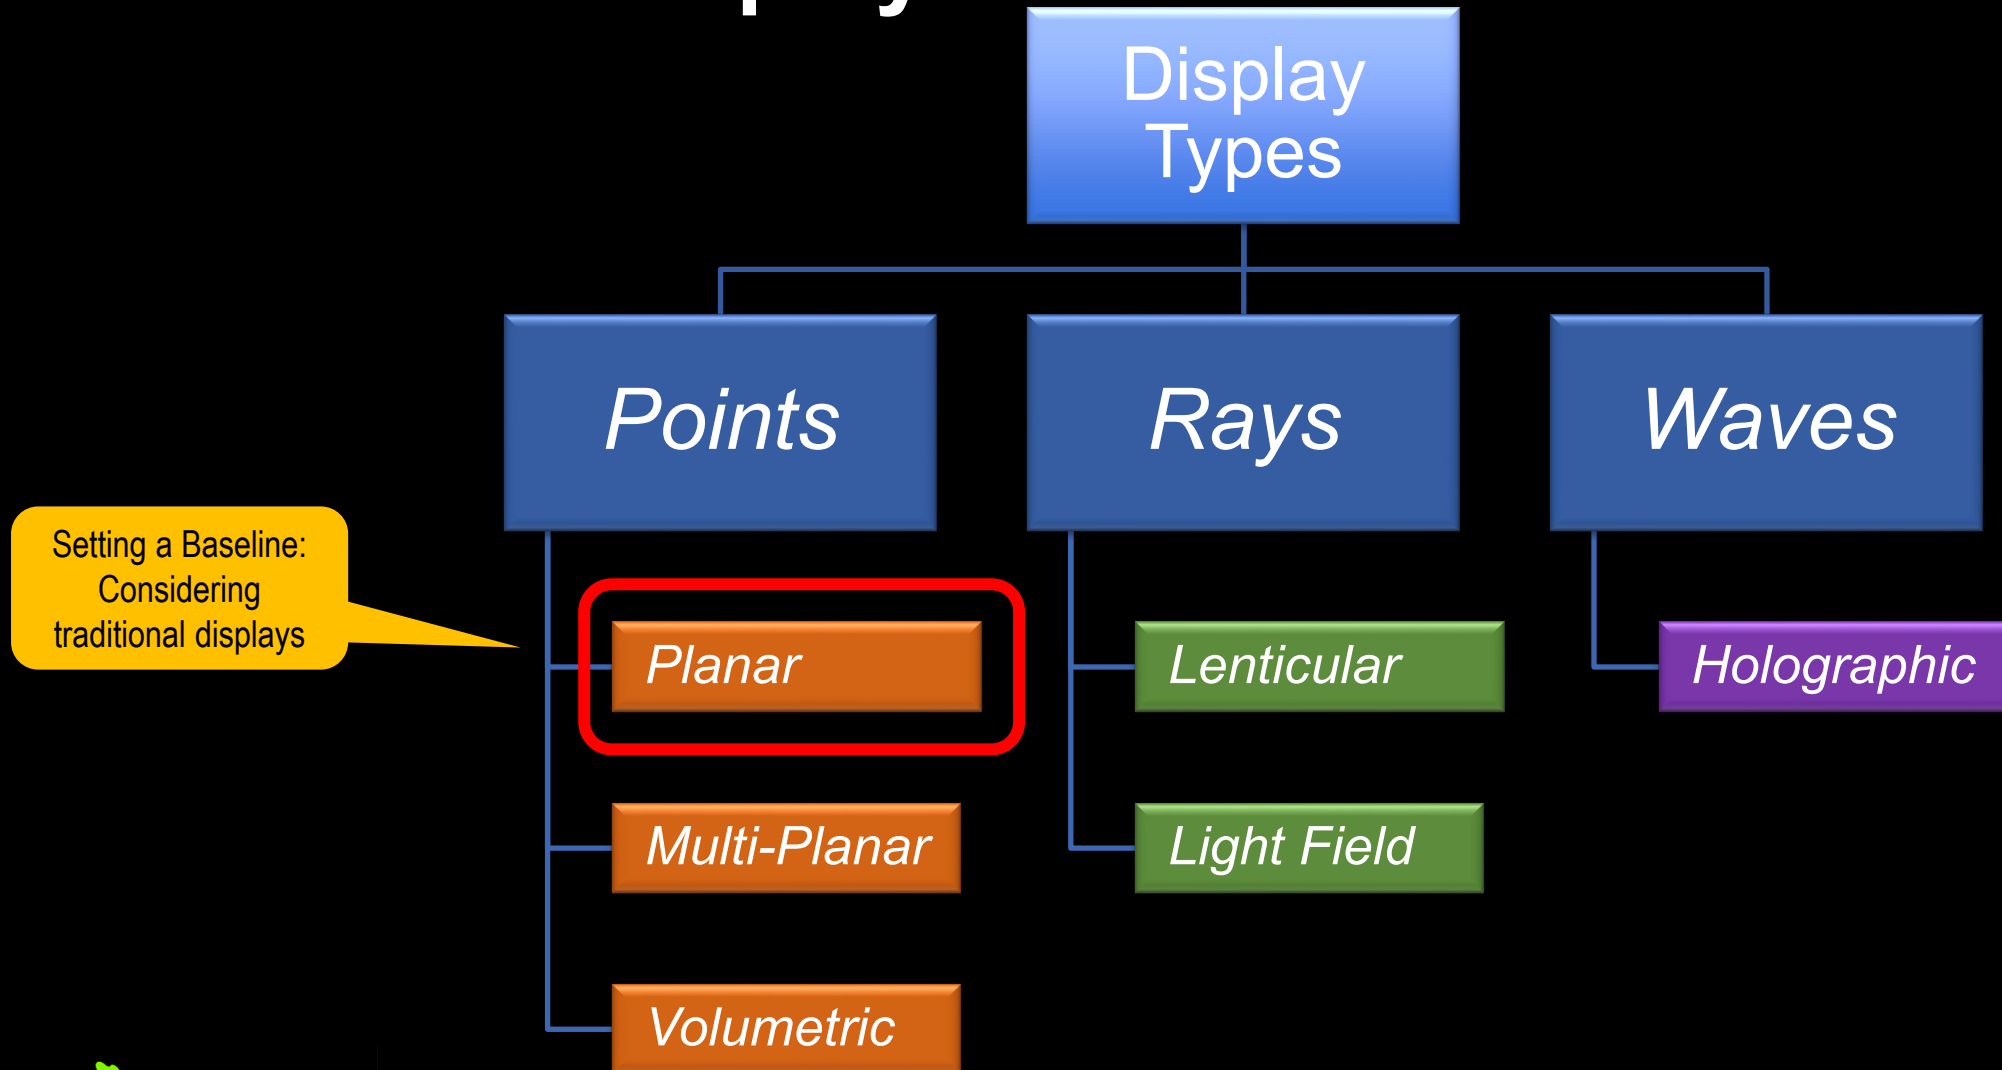 Display
Types
Points
Rays
Waves
Setting a Baseline:
Considering
traditional displays
Planar
Lenticular
Holographic
Multi-Planar
Light Field
Volumetric